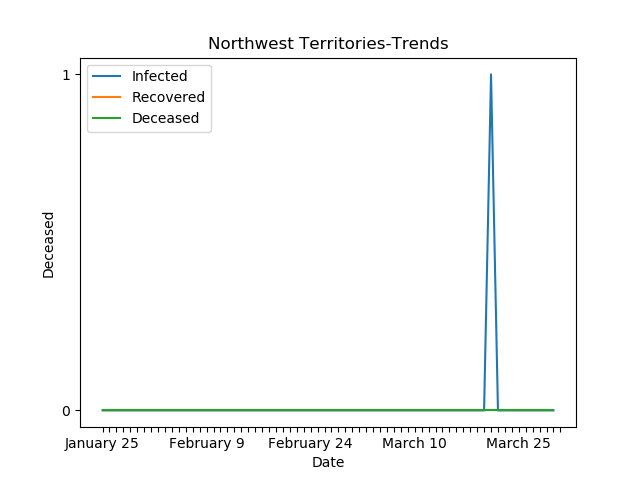 Northwest Territories-Trends
1
Infected
Recovered
Deceased
Deceased
0
January 25 February 9 February 24 March 10 March 25
Date